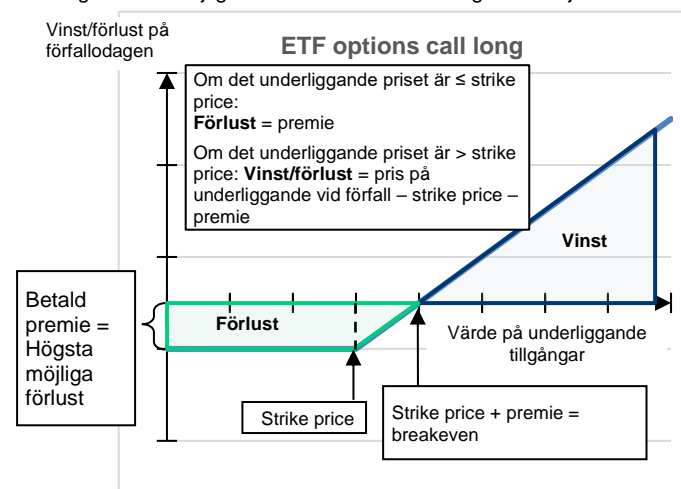 Vinst/förlust på
förfallodagen
ETF options call long
Om det underliggande priset är ≤ strike
price:
Förlust = premie
Om det underliggande priset är > strike
price: Vinst/förlust = pris på
underliggande vid förfall – strike price –
premie
Vinst
Betald
premie =
Högsta
möjliga
förlust
Förlust
Värde på underliggande
tillgångar
Strike price
Strike price + premie =
breakeven